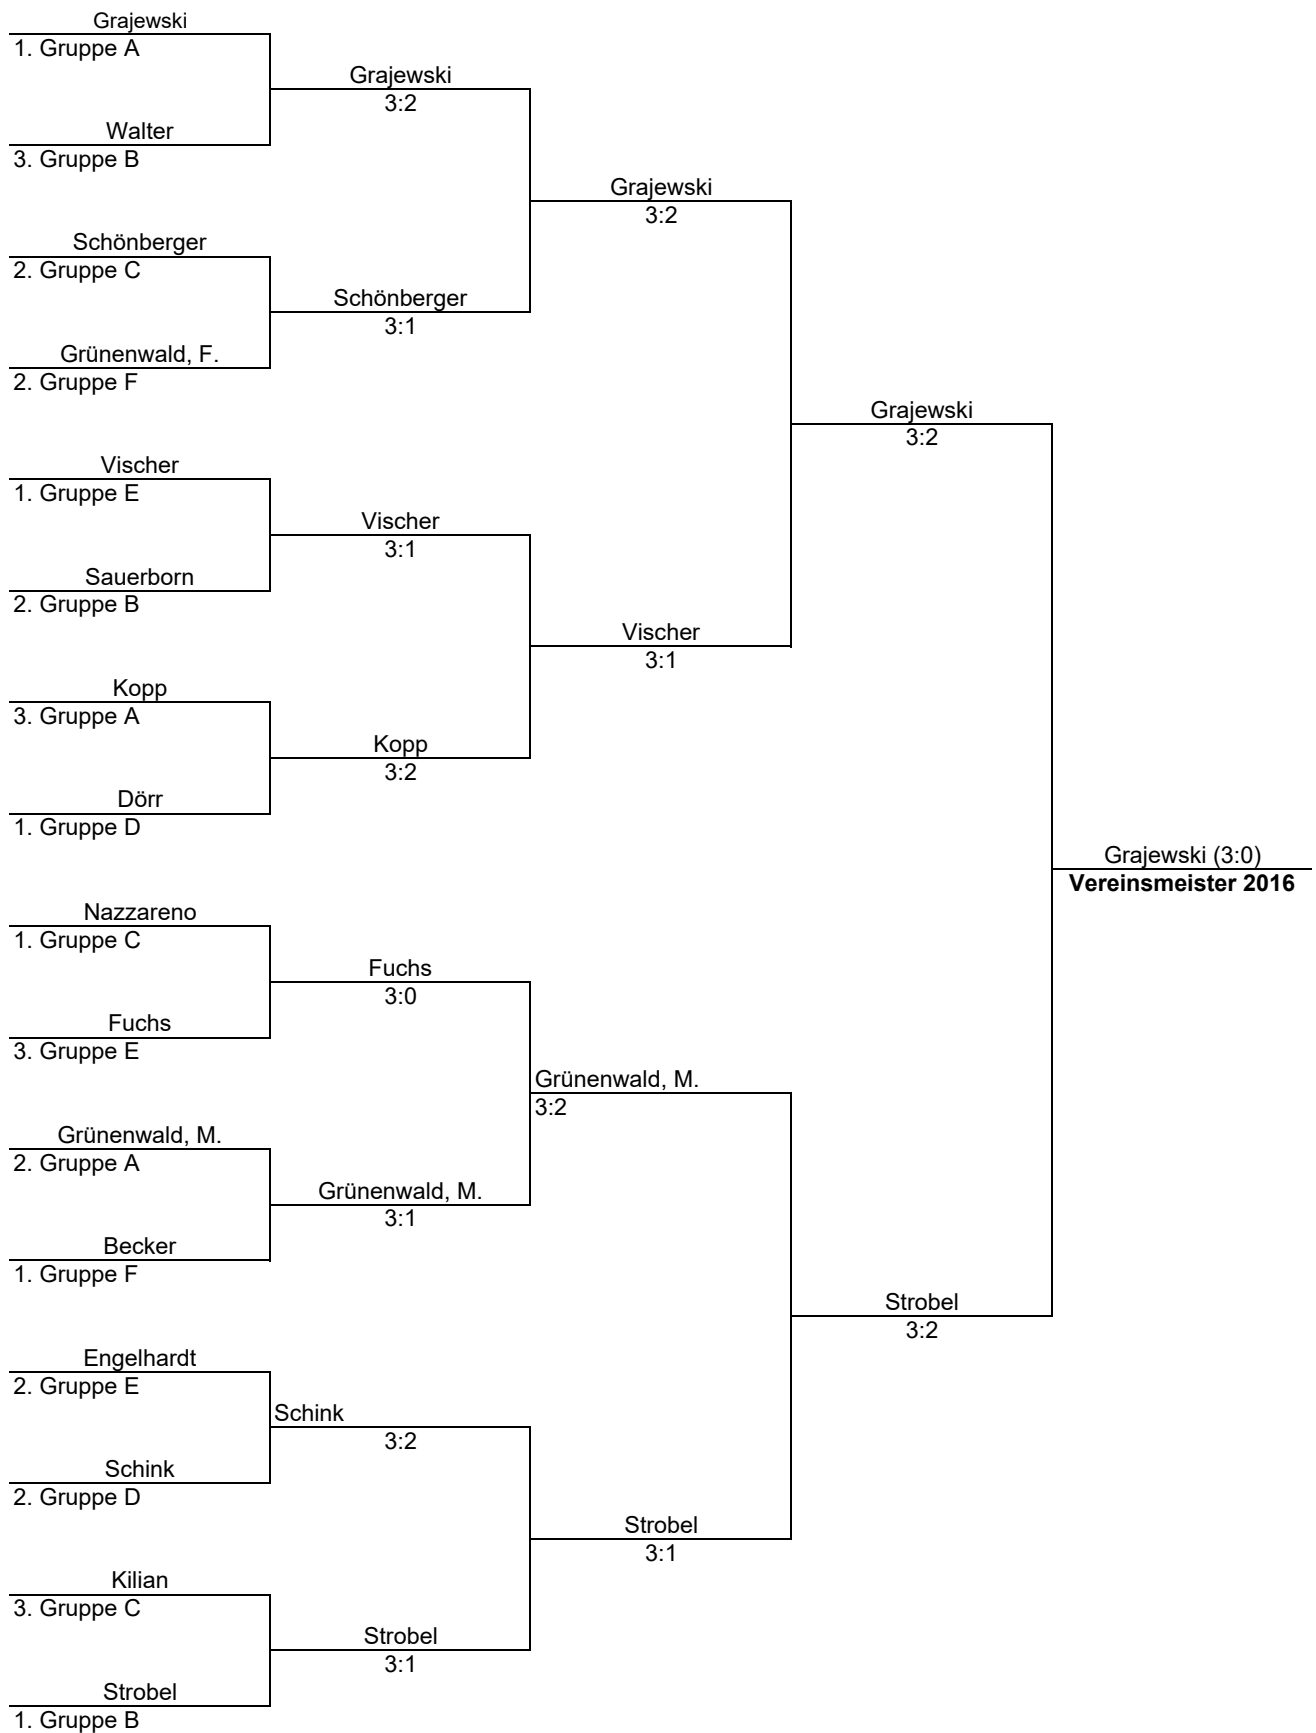 Grajewski
1. Gruppe A
Grajewski
3:2
Walter
3. Gruppe B
Grajewski
3:2
Schönberger
2. Gruppe C
Schönberger
3:1
Grünenwald, F.
2. Gruppe F
Grajewski
3:2
Vischer
1. Gruppe E
Vischer
3:1
Sauerborn
2. Gruppe B
Vischer
3:1
Kopp
3. Gruppe A
Kopp
3:2
Dörr
1. Gruppe D
Grajewski (3:0)
Vereinsmeister 2016
Nazzareno
1. Gruppe C
Fuchs
3:0
Fuchs
3. Gruppe E
Grünenwald, M.
3:2
Grünenwald, M.
2. Gruppe A
Grünenwald, M.
3:1
Becker
1. Gruppe F
Strobel
3:2
Engelhardt
2. Gruppe E
Schink
3:2
Schink
2. Gruppe D
Strobel
3:1
Kilian
3. Gruppe C
Strobel
3:1
Strobel
1. Gruppe B